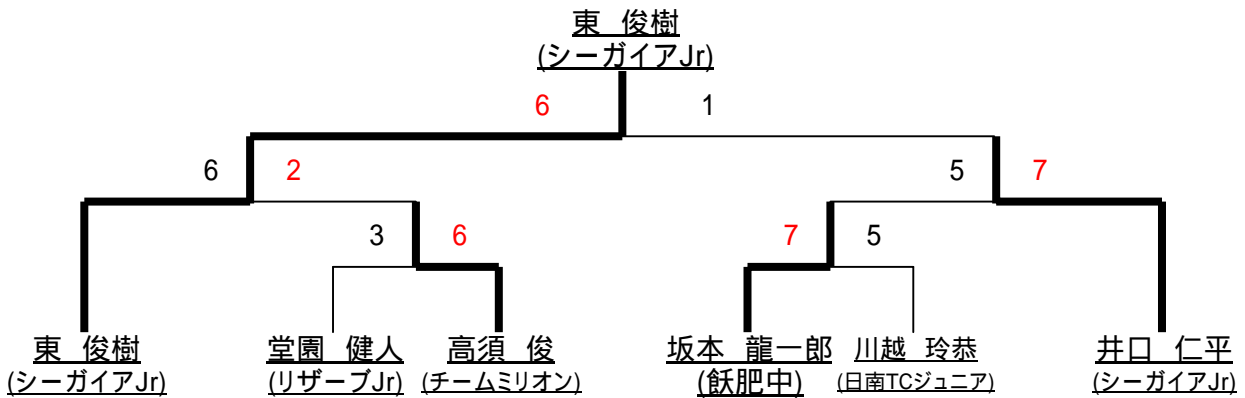 東 俊樹
(シーガイアJr)
6 1
6 2 5 7
3 6 7 5
東 俊樹 堂園 健人 高須 俊 坂本 龍一郎 川越 玲恭 井口 仁平
(シーガイアJr) (リザーブJr) (チームミリオン) (飫肥中) (日南TCジュニア) (シーガイアJr)